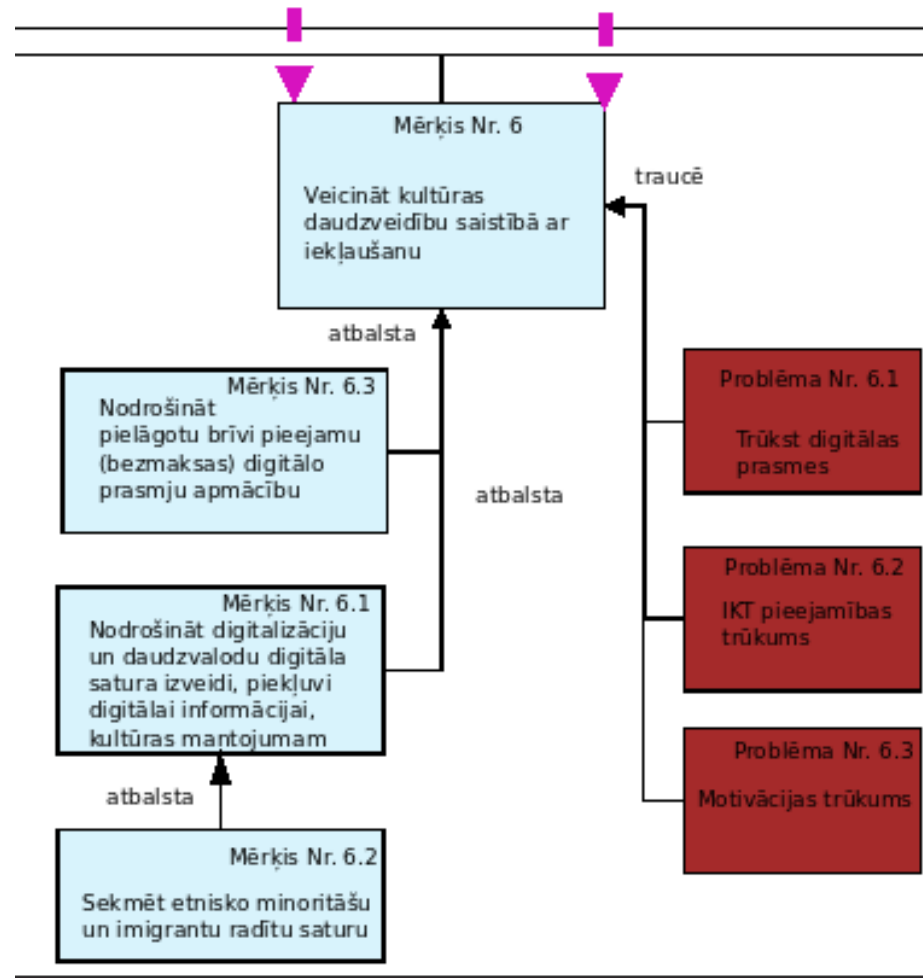 Mērķis Nr. 6
Veicināt kultūras
daudzveidību saistībā ar
iekļaušanu
traucē
atbalsta
Mērķis Nr. 6.3
Nodrošināt
pielāgotu brīvi pieejamu
(bezmaksas) digitālo
prasmju apmācību
atbalsta
Problēma Nr. 6.1
Trūkst digitālas
prasmes
Mērķis Nr. 6.1
Nodrošināt digitalizāciju
un daudzvalodu digitāla
satura izveidi, piekļuvi
digitālai informācijai,
kultūras mantojumam
Problēma Nr. 6.2
IKT pieejamības
trūkums
atbalsta
Problēma Nr. 6.3
Motivācijas trūkums
Mērķis Nr. 6.2
Sekmēt etnisko minoritāšu
un imigrantu radītu saturu